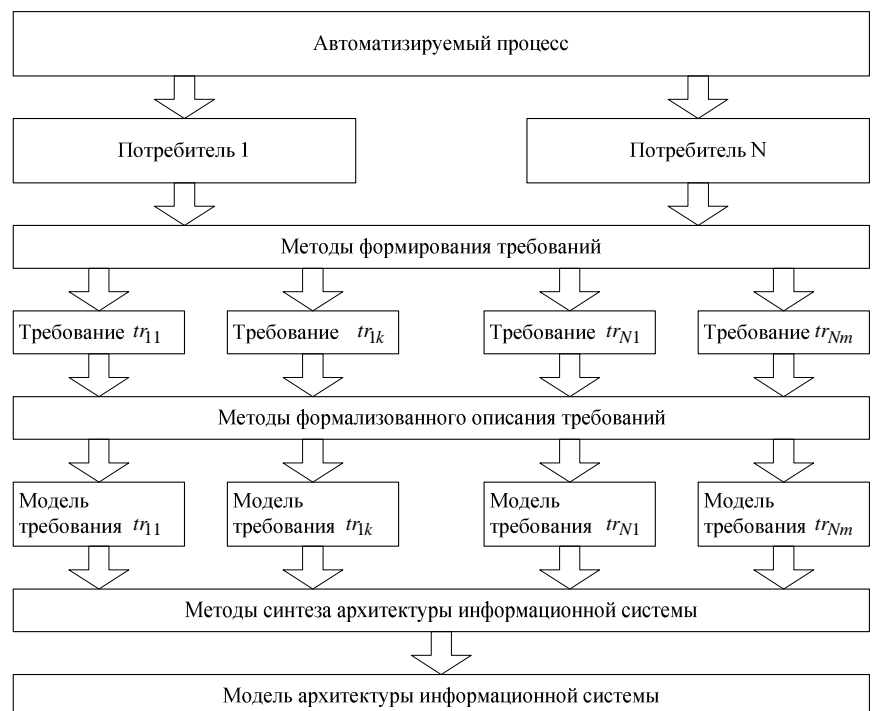 Автоматизируемый процесс
Потребитель 1
Потребитель N
Методы формирования требований
Требование tr11
Требование tr1k
Требование trN1
Требование trNm
Методы формализованного описания требований
Модель
требования tr11
Модель
требования tr1k
Модель
требования trN1
Модель
требования trNm
Методы синтеза архитектуры информационной системы
Модель архитектуры информационной системы